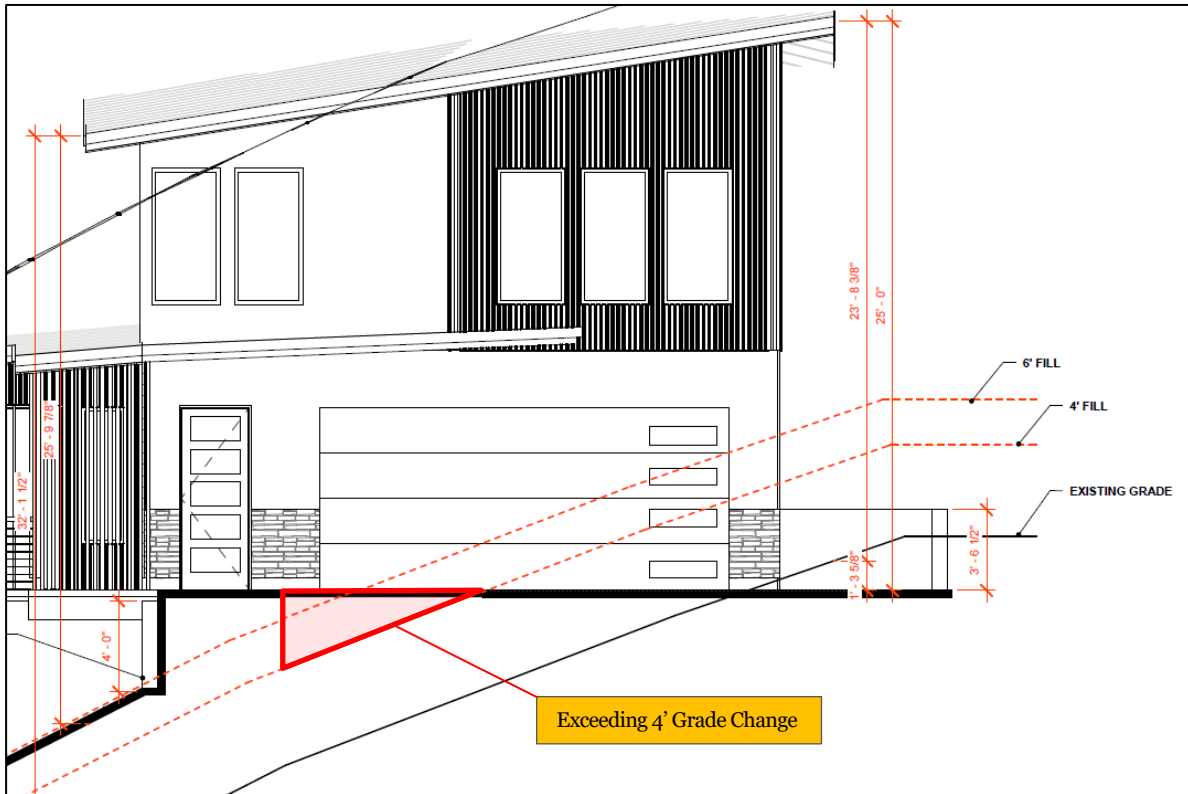 23' - 8 3/8"
25' - 0"
6' FILL
4' FILL
25' - 9 7/8"
32' - 1 1/2"
EXISTING GRADE
3' - 6 1/2"
1' - 3 5/8"
4' - 0"
Exceeding 4’ Grade Change